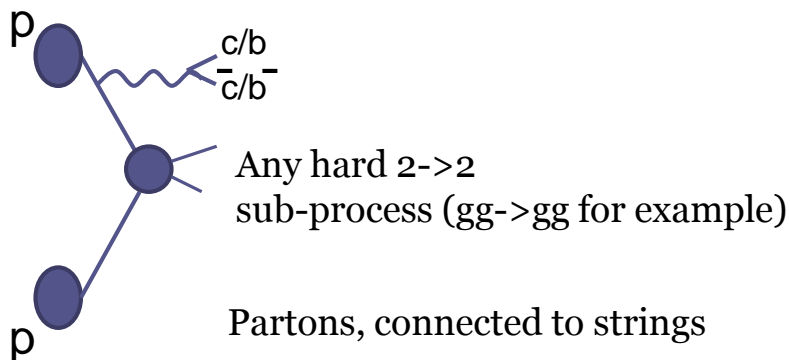 p
c/b
c̅/b̅
Any hard 2->2
sub-process (gg->gg for example)
Partons, connected to strings
p